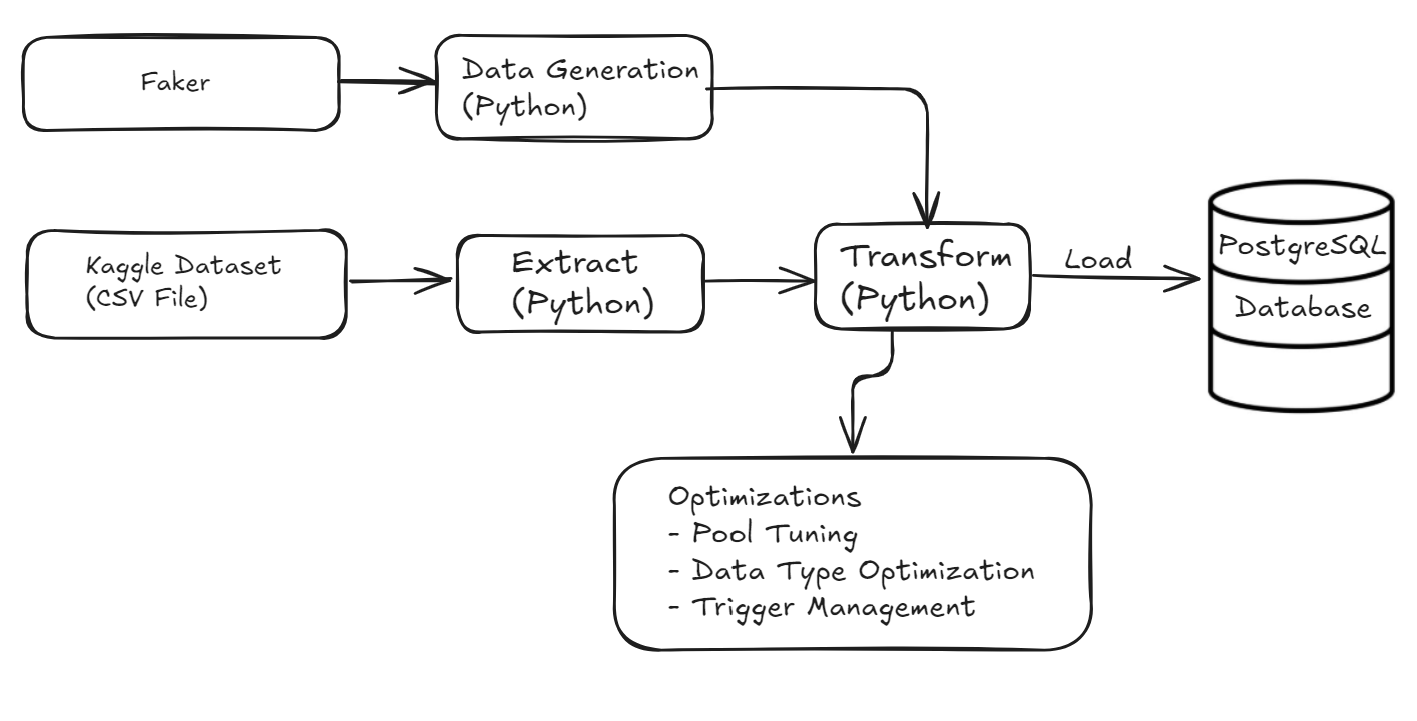 Faker
Data Generation
(Python)
Kaggle Dataset
(CSV File)
Extract
(Python)
Transform
(Python)
Load
PostgreSQL
Database
Optimizations
- Pool Tuning
- Data Type Optimization
- Trigger Management